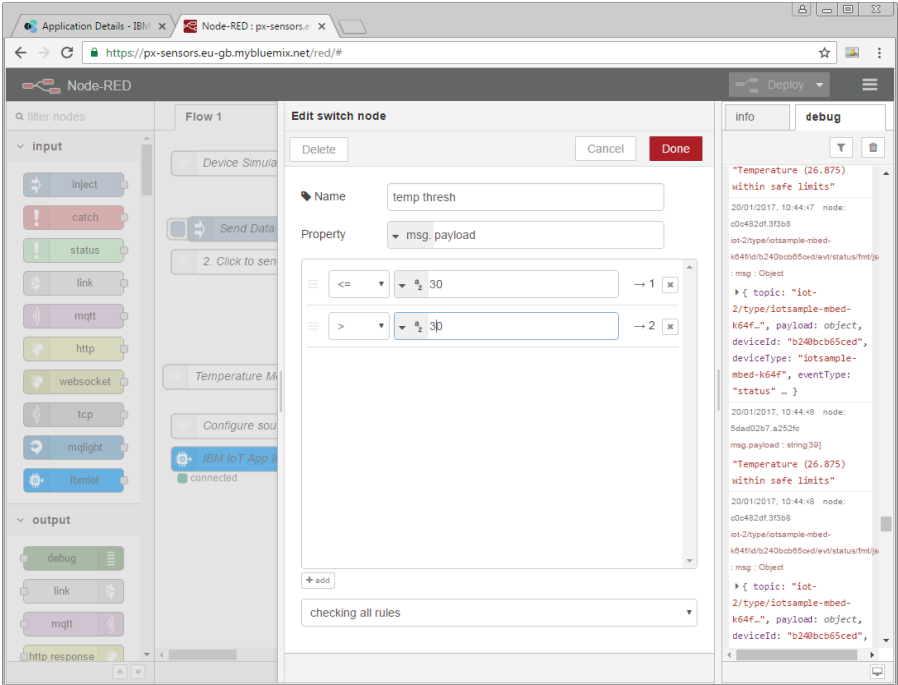 Application Details - IBM
Node-RED : px-sensors.e
https://px-sensors.eu-gb.mybluemix.net/red/#
Node-RED
Deploy
filter nodes
input
inject
catch
status
link
mqtt
http
websocket
tcp
mqlight
ibmiot
output
debug
link
mqtt
http response
Flow 1
Device Simula
Send Data
2. Click to sen
Temperature Mo
Configure sou
IBM IoT App In
connected
Edit switch node
Delete
Cancel
Done
Name
temp thresh
Property
msg. payload
<=
az
30
→ 1
>
az
30
→ 2
+ add
checking all rules
info
debug
"Temperature (26.875)
within safe limits"
20/01/2017, 10:44:47 node:
c0c482df.3f3b8
iot-2/type/iotsample-mbed-
k64f/id/b240bcb65ced/evt/status/fmt/jso
: msg : Object
{ topic: "iot-
2/type/iotsample-mbed-
k64f…", payload: object,
deviceId: "b240bcb65ced",
deviceType: "iotsample-
mbed-k64f", eventType:
"status" … }
20/01/2017, 10:44:48 node:
5dad02b7.a252fc
msg.payload : string[39]
"Temperature (26.875)
within safe limits"
20/01/2017, 10:44:48 node:
c0c482df.3f3b8
iot-2/type/iotsample-mbed-
k64f/id/b240bcb65ced/evt/status/fmt/jso
: msg : Object
{ topic: "iot-
2/type/iotsample-mbed-
k64f…", payload: object,
deviceId: "b240bcb65ced",